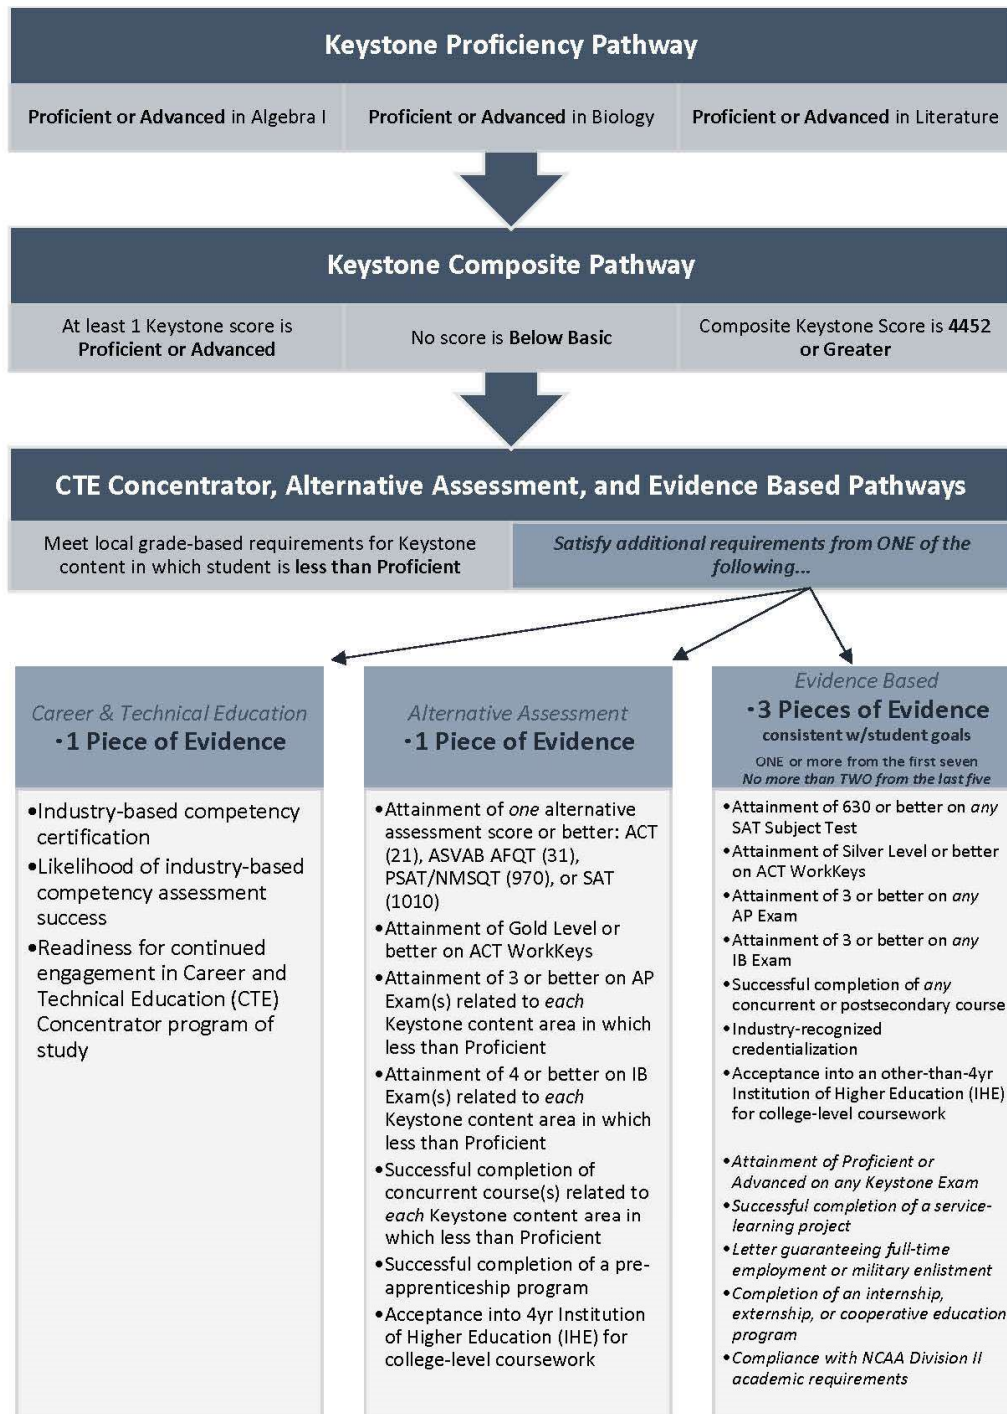 Keystone Proficiency Pathway
Proficient or Advanced in Algebra I
Proficient or Advanced in Biology
Proficient or Advanced in Literature
Keystone Composite Pathway
At least 1 Keystone score is
Proficient or Advanced
No score is Below Basic
Composite Keystone Score is 4452
or Greater
CTE Concentrator, Alternative Assessment, and Evidence Based Pathways
Meet local grade-based requirements for Keystone
content in which student is less than Proficient
Satisfy additional requirements from ONE of the
following...
Career & Technical Education
·1 Piece of Evidence
•Industry-based competency
certification
•Likelihood of industry-based
competency assessment
success
•Readiness for continued
engagement in Career and
Technical Education (CTE)
Concentrator program of
study
Alternative Assessment
·1 Piece of Evidence
•Attainment of one alternative
assessment score or better: ACT
(21), ASVAB AFQT (31),
PSAT/NMSQT (970), or SAT
(1010)
•Attainment of Gold Level or
better on ACT WorkKeys
•Attainment of 3 or better on AP
Exam(s) related to each
Keystone content area in which
less than Proficient
•Attainment of 4 or better on IB
Exam(s) related to each
Keystone content area in which
less than Proficient
•Successful completion of
concurrent course(s) related to
each Keystone content area in
which less than Proficient
•Successful completion of a pre-
apprenticeship program
•Acceptance into 4yr Institution
of Higher Education (IHE) for
college-level coursework
Evidence Based
·3 Pieces of Evidence
consistent w/student goals
ONE or more from the first seven
No more than TWO from the last five
•Attainment of 630 or better on any
SAT Subject Test
•Attainment of Silver Level or better
on ACT WorkKeys
•Attainment of 3 or better on any
AP Exam
•Attainment of 3 or better on any
IB Exam
•Successful completion of any
concurrent or postsecondary course
•Industry-recognized
credentialization
•Acceptance into an other-than-4yr
Institution of Higher Education (IHE)
for college-level coursework
•Attainment of Proficient or
Advanced on any Keystone Exam
•Successful completion of a service-
learning project
•Letter guaranteeing full-time
employment or military enlistment
•Completion of an internship,
externship, or cooperative education
program
•Compliance with NCAA Division II
academic requirements